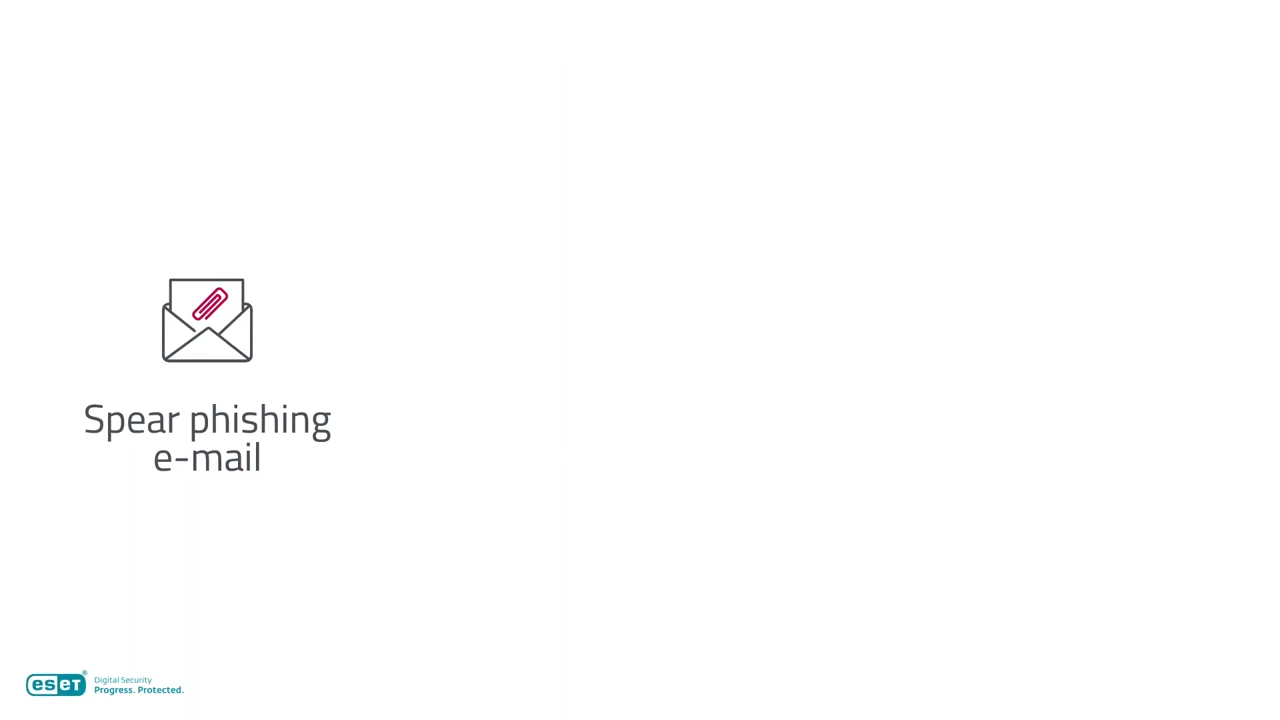 Spear phishing
e-mail
eset®
Digital Security
Progress. Protected.